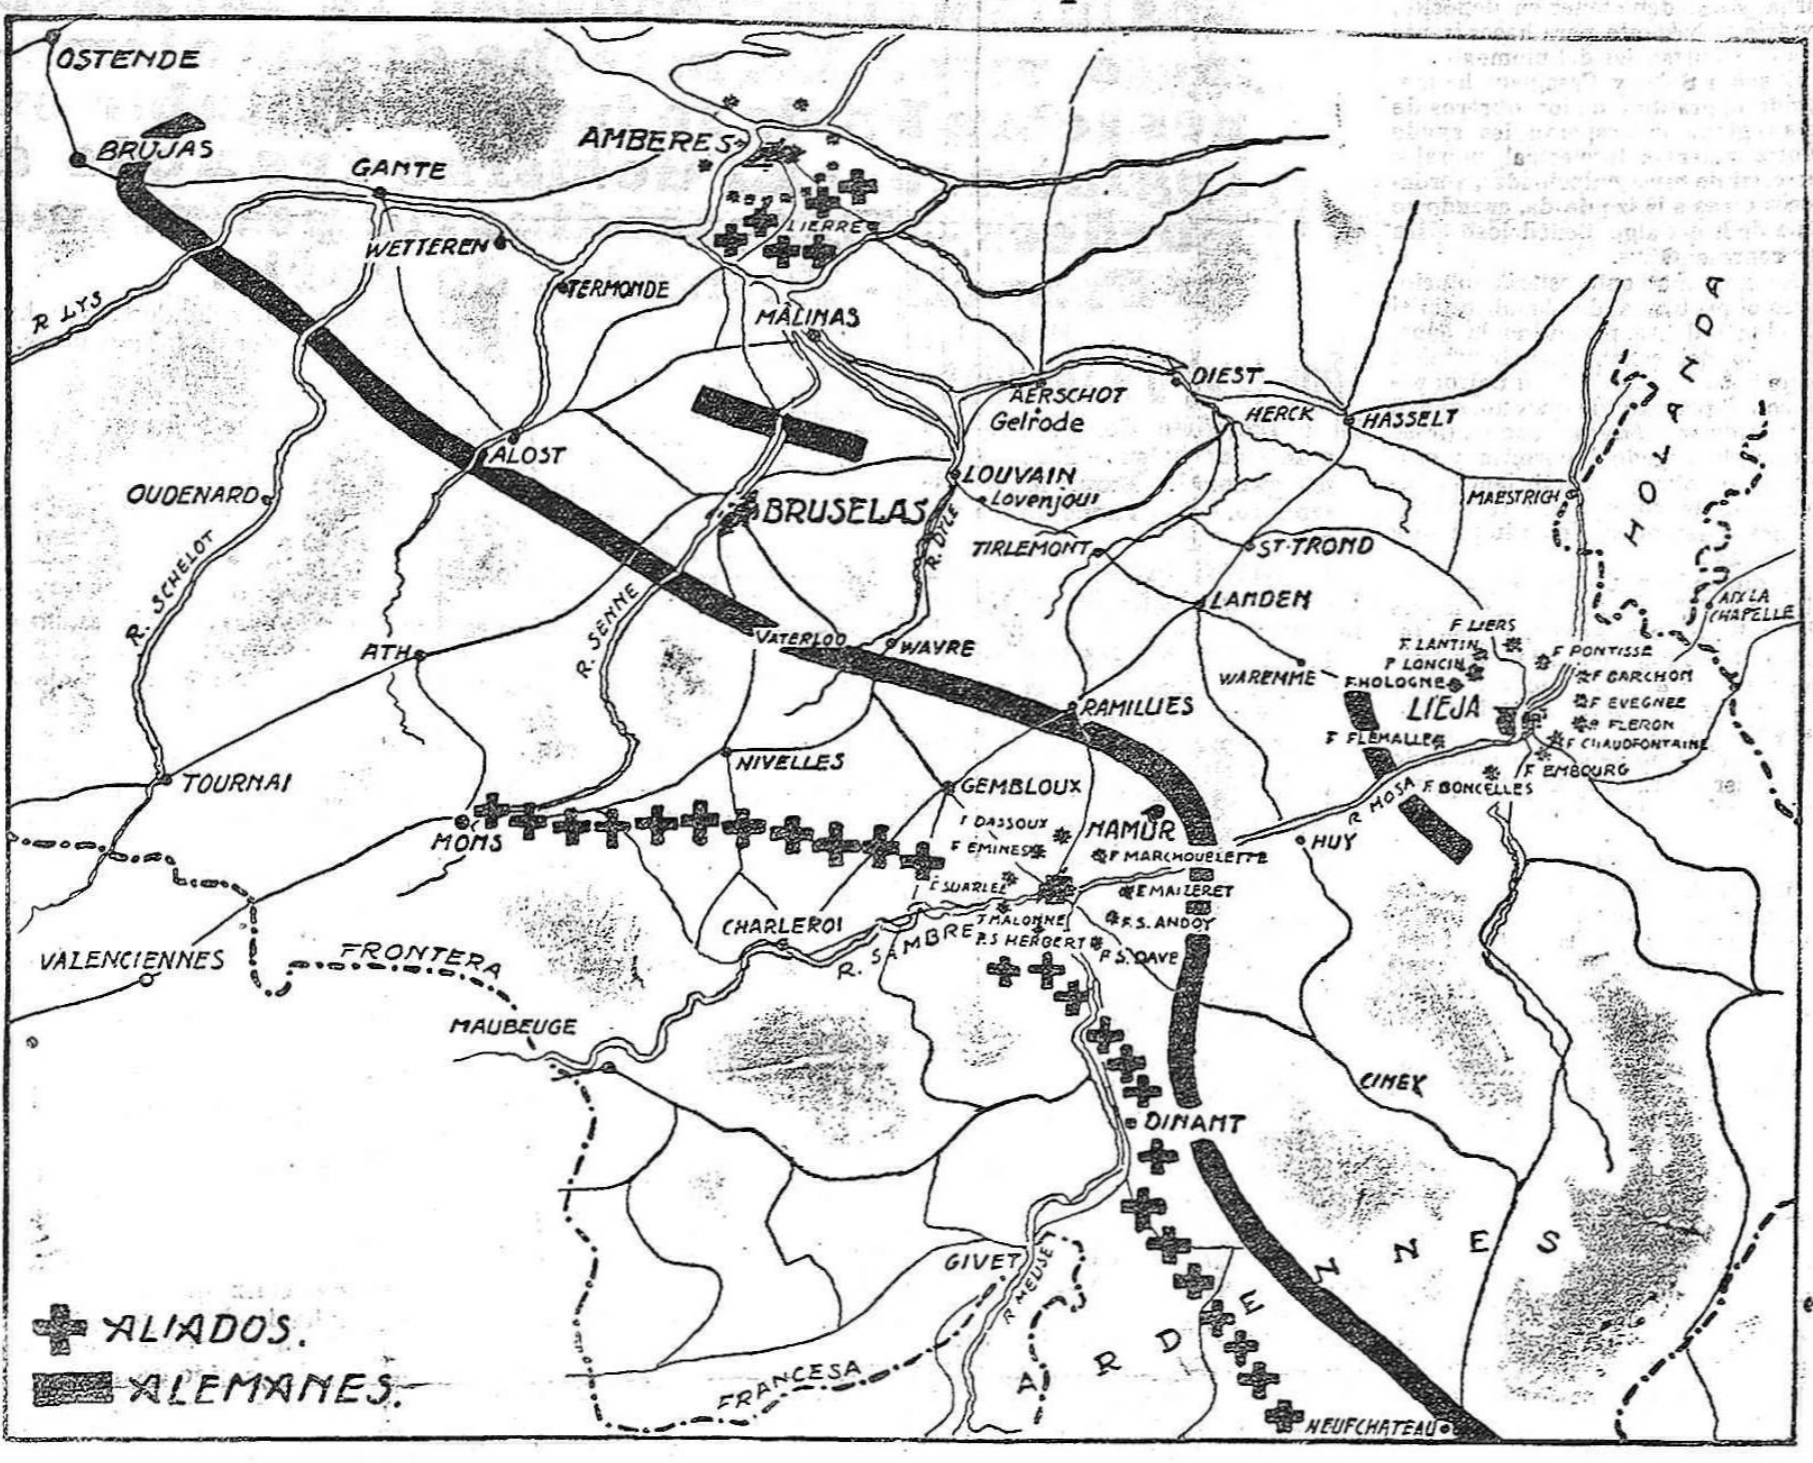 OSTENDE
BRUJAS
GANTE
AMBERES
LIERRE
WETTEREN
TERMONDE
R LYS
MALINAS
AERSCHOT
Gelrode
DIEST
HERCK
HASSELT
HOLANDA
ALOST
OUDENARD
LOUVAIN
Lovenjoul
BRUSELAS
MAESTRICH
R. SCHELOT
R. DYLE
TIRLEMONT
ST-TROND
AIX LA
CHAPELLE
LANDEN
R. SENNE
ATH
VATERLOO
WAVRE
F. LIERS
F. LANTIN
F. LONCIN
F PONTISSE
WAREMME
F. HOLOGNE
F BARCHON
LIEJA
F EVEGNEE
F FLERON
F FLEMALLE
F CHAUDFONTAINE
F EMBOURG
F BONCELLES
R MOSA
RAMILLIES
TOURNAI
NIVELLES
GEMBLOUX
MONS
F DASSOUX
NAMUR
HUY
F EMINES
F MARCHOUELETTE
F SUARLEE
F MAIZERET
F MALONNE
F. S. ANDOY
F. S HERBERT
F. S. DAVE
CHARLEROI
R. SAMBRE
VALENCIENNES
FRONTERA
MAUBEUGE
CINEY
DINANT
GIVET
R MEUSE
ARDENNES
ALIADOS.
ALEMANES.
FRANCESA
NEUFCHATEAU